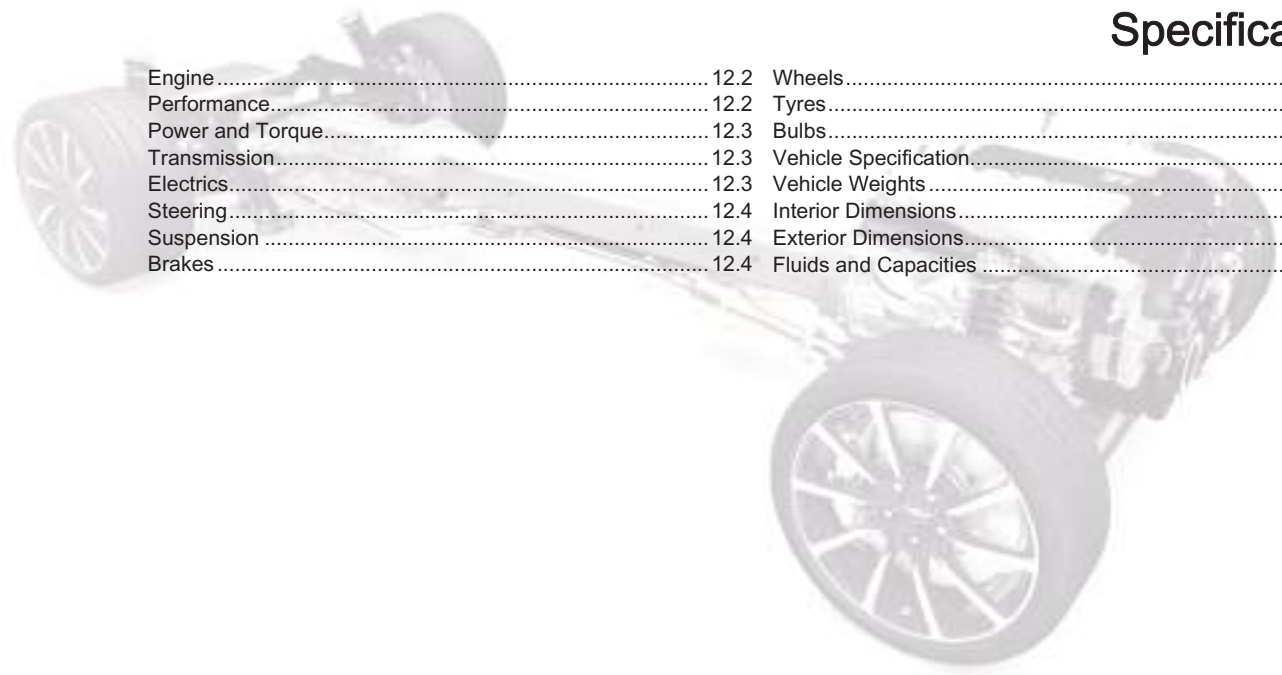 Specifica
Engine ........ 12.2
Performance ........ 12.2
Power and Torque ........ 12.3
Transmission ........ 12.3
Electrics ........ 12.3
Steering ........ 12.4
Suspension ........ 12.4
Brakes ........ 12.4
Wheels ........
Tyres ........
Bulbs ........
Vehicle Specification ........
Vehicle Weights ........
Interior Dimensions ........
Exterior Dimensions ........
Fluids and Capacities ........